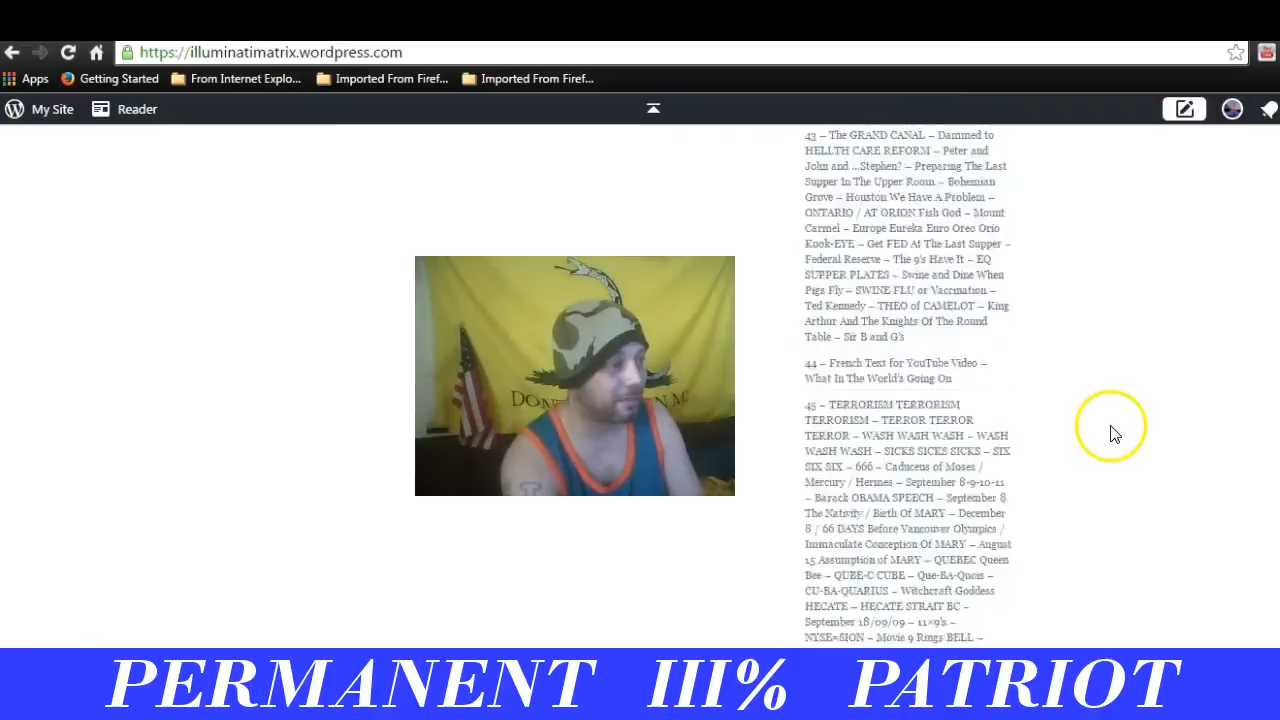 https://illuminatimatrix.wordpress.com
Apps Getting Started From Internet Explo... Imported From Firef... Imported From Firef...
My Site Reader
43 – The GRAND CANAL – Dammed to
HELLTH CARE REFORM – Peter and
John and ...Stephen? – Preparing The Last
Supper In The Upper Room – Bohemian
Grove – Houston We Have A Problem –
ONTARIO / AT ORION Fish God – Mount
Carmel – Europe Eureka Euro Oreo Orio
Kook-EYE – Get FED At The Last Supper –
Federal Reserve – The 9's Have It – EQ
SUPPER PLATES – Swine and Dine When
Pigs Fly – SWINE FLU or Vaccination –
Ted Kennedy – THEO of CAMELOT – King
Arthur And The Knights Of The Round
Table – Sir B and G's
44 – French Text for YouTube Video –
What In The World's Going On
45 – TERRORISM TERRORISM
TERRORISM – TERROR TERROR
TERROR – WASH WASH WASH – WASH
WASH WASH – SICKS SICKS SICKS – SIX
SIX SIX – 666 – Caduceus of Moses /
Mercury / Hermes – September 8-9-10-11
– Barack OBAMA SPEECH – September 8
The Nativity / Birth Of MARY – December
8 / 66 DAYS Before Vancouver Olympics /
Immaculate Conception Of MARY – August
15 Assumption of MARY – QUEBEC Queen
Bee – QUBE-C CUBE – Que-BA-Quois –
CU-BA-QUARIUS – Witchcraft Goddess
HECATE – HECATE STRAIT BC –
September 18/09/09 – 11×9's –
NYSE=SION – Movie 9 Rings BELL –
DON N M
PERMANENT III% PATRIOT